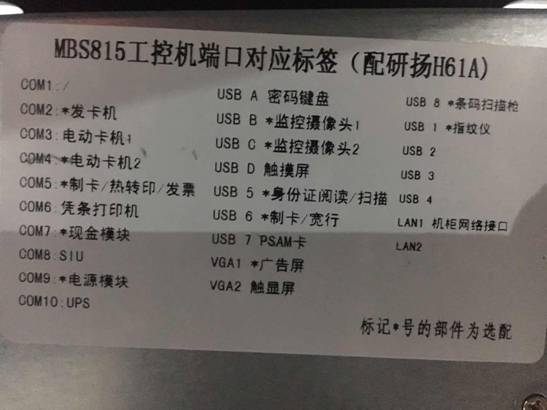 MBS815工控机端口对应标签（配研扬H61A）
COM1:/
COM2:*发卡机
COM3:电动卡机1
COM4:*电动卡机2
COM5:*制卡/热转印/发票
COM6:凭条打印机
COM7:*现金模块
COM8:SIU
COM9:*电源模块
COM10:UPS
USB A 密码键盘
USB B *监控摄像头1
USB C *监控摄像头2
USB D 触摸屏
USB 5 *身份证阅读/扫描
USB 6 *制卡/宽行
USB 7 PSAM卡
VGA1 *广告屏
VGA2 触显屏
USB 8 *条码扫描枪
USB 1 *指纹仪
USB 2
USB 3
USB 4
LAN1 机柜网络接口
LAN2
标记*号的部件为选配